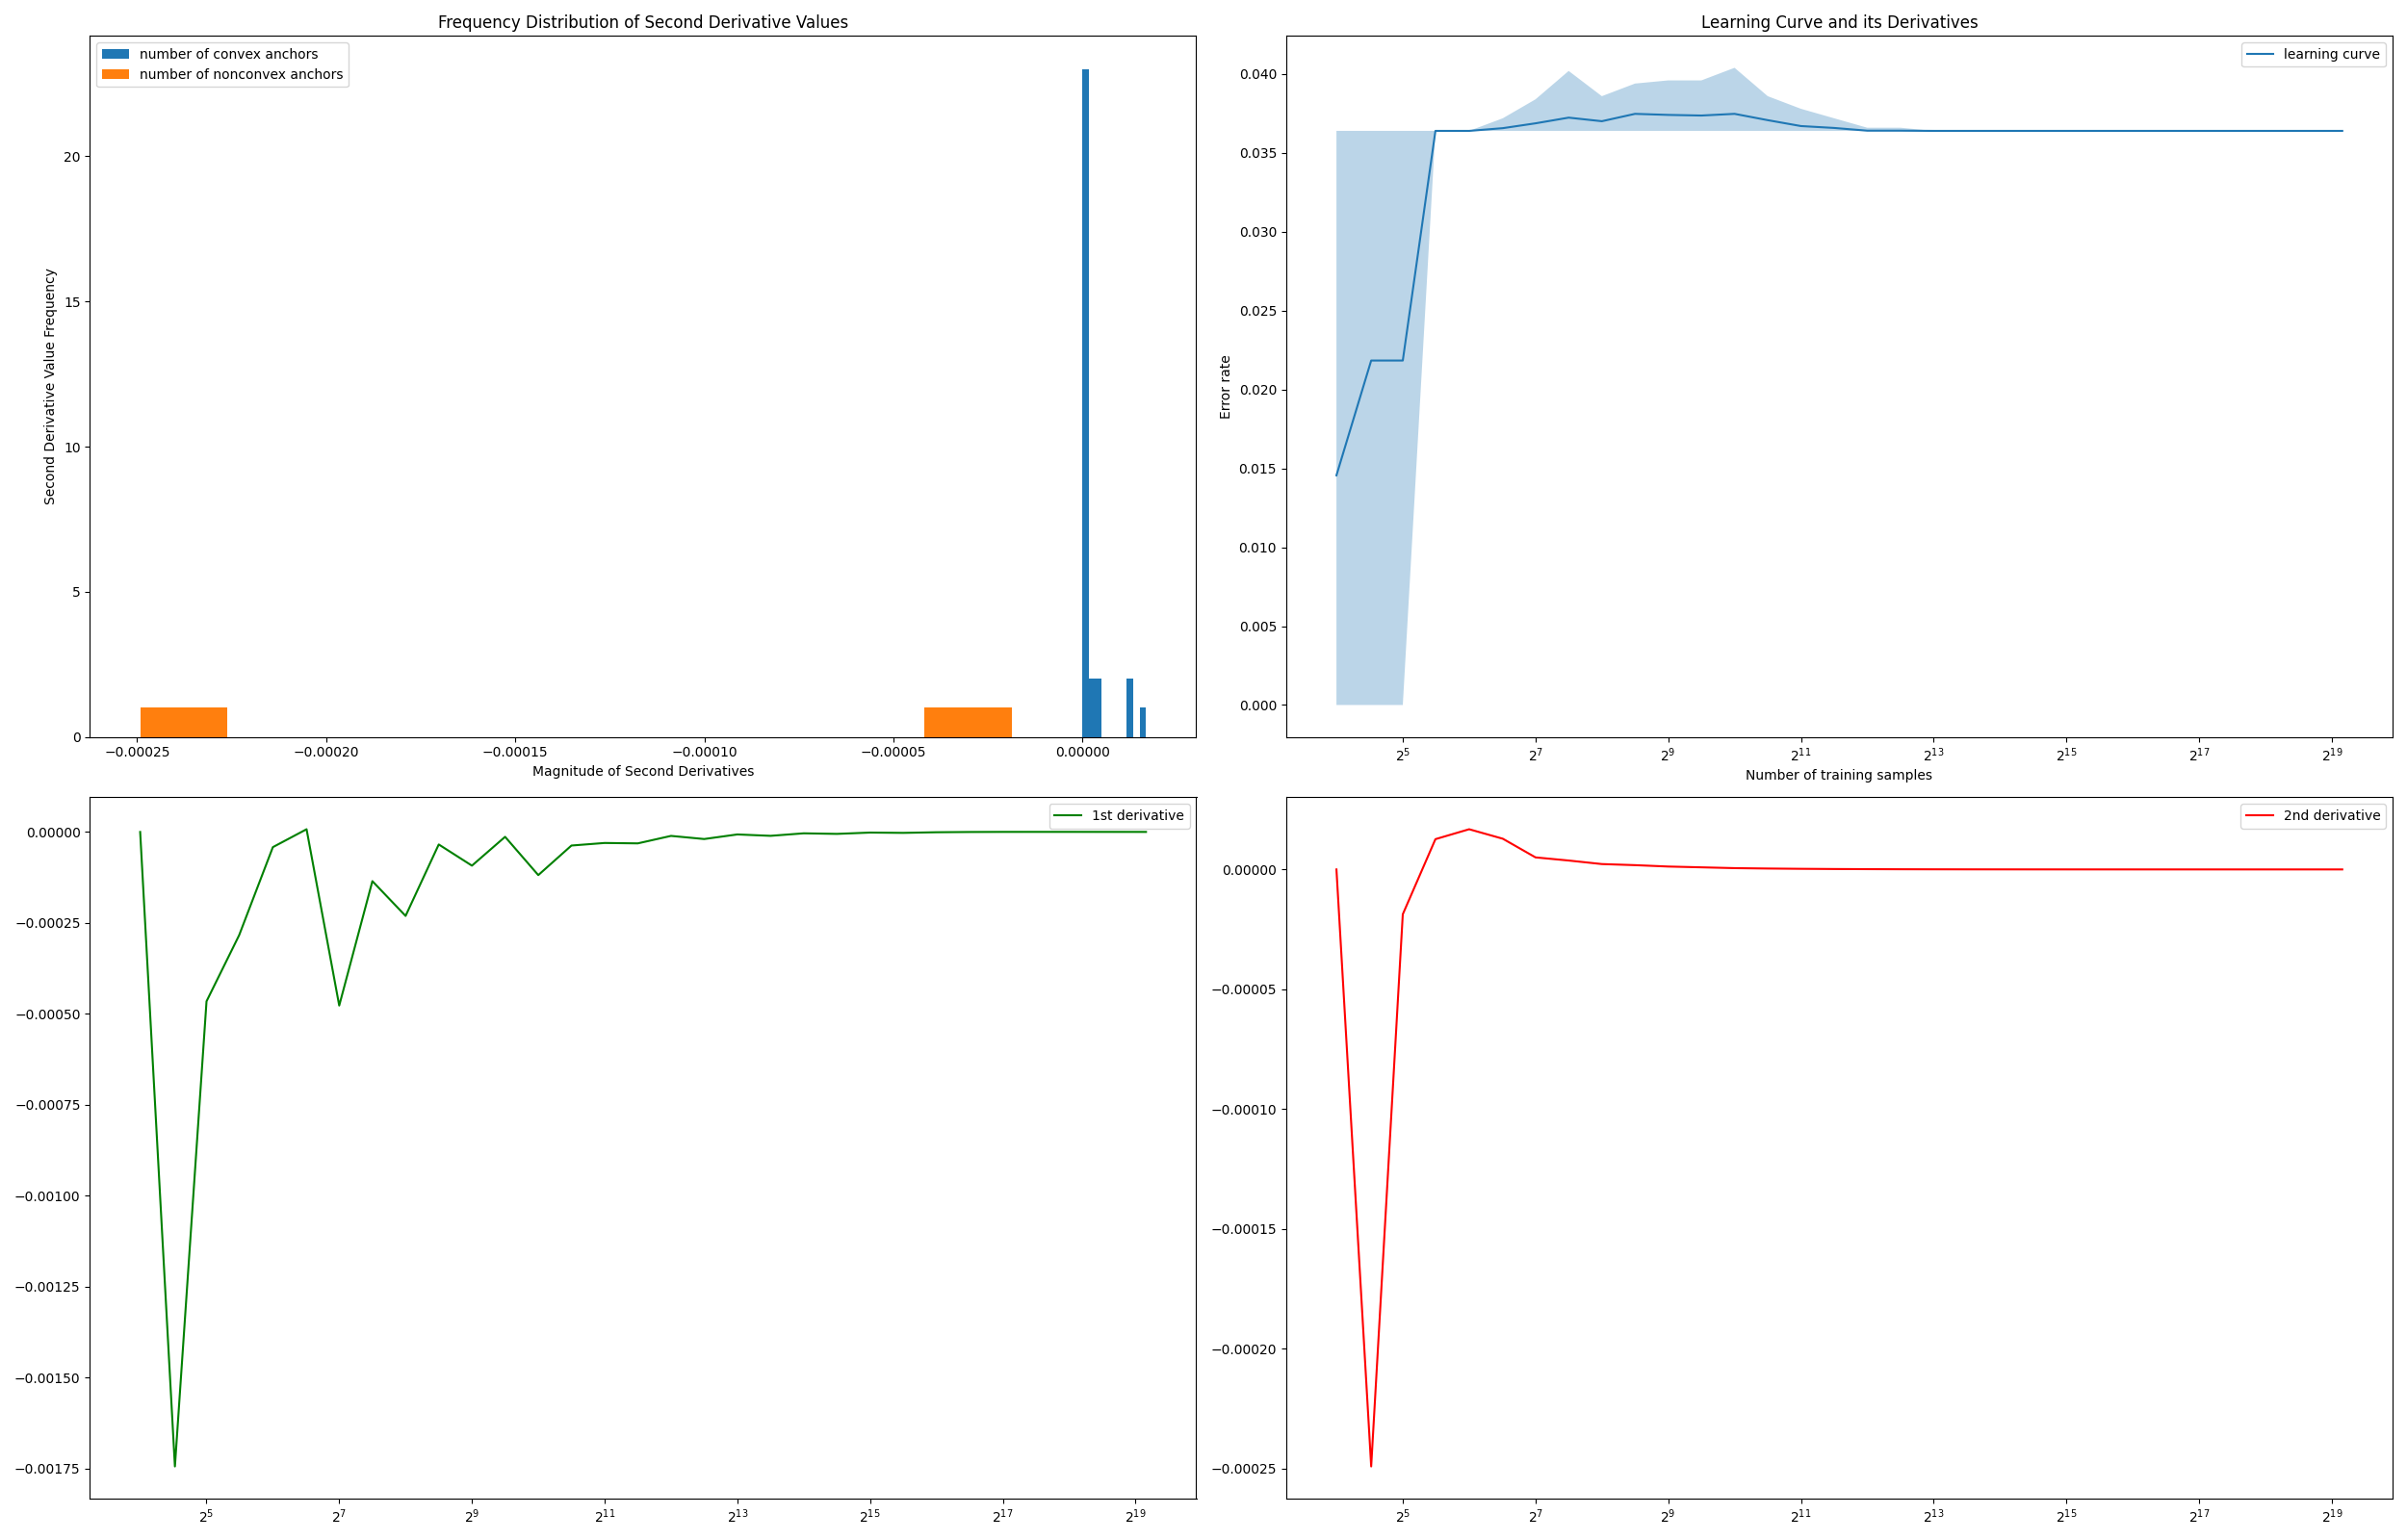 Frequency Distribution of Second Derivative Values
number of convex anchors
number of nonconvex anchors
Second Derivative Value Frequency
20
15
10
5
0
−0.00025 −0.00020 −0.00015 −0.00010 −0.00005 0.00000
Magnitude of Second Derivatives
Learning Curve and its Derivatives
learning curve
Error rate
0.040
0.035
0.030
0.025
0.020
0.015
0.010
0.005
0.000
2^5 2^7 2^9 2^11 2^13 2^15 2^17 2^19
Number of training samples
1st derivative
0.00000
−0.00025
−0.00050
−0.00075
−0.00100
−0.00125
−0.00150
−0.00175
2^5 2^7 2^9 2^11 2^13 2^15 2^17 2^19
2nd derivative
0.00000
−0.00005
−0.00010
−0.00015
−0.00020
−0.00025
2^5 2^7 2^9 2^11 2^13 2^15 2^17 2^19